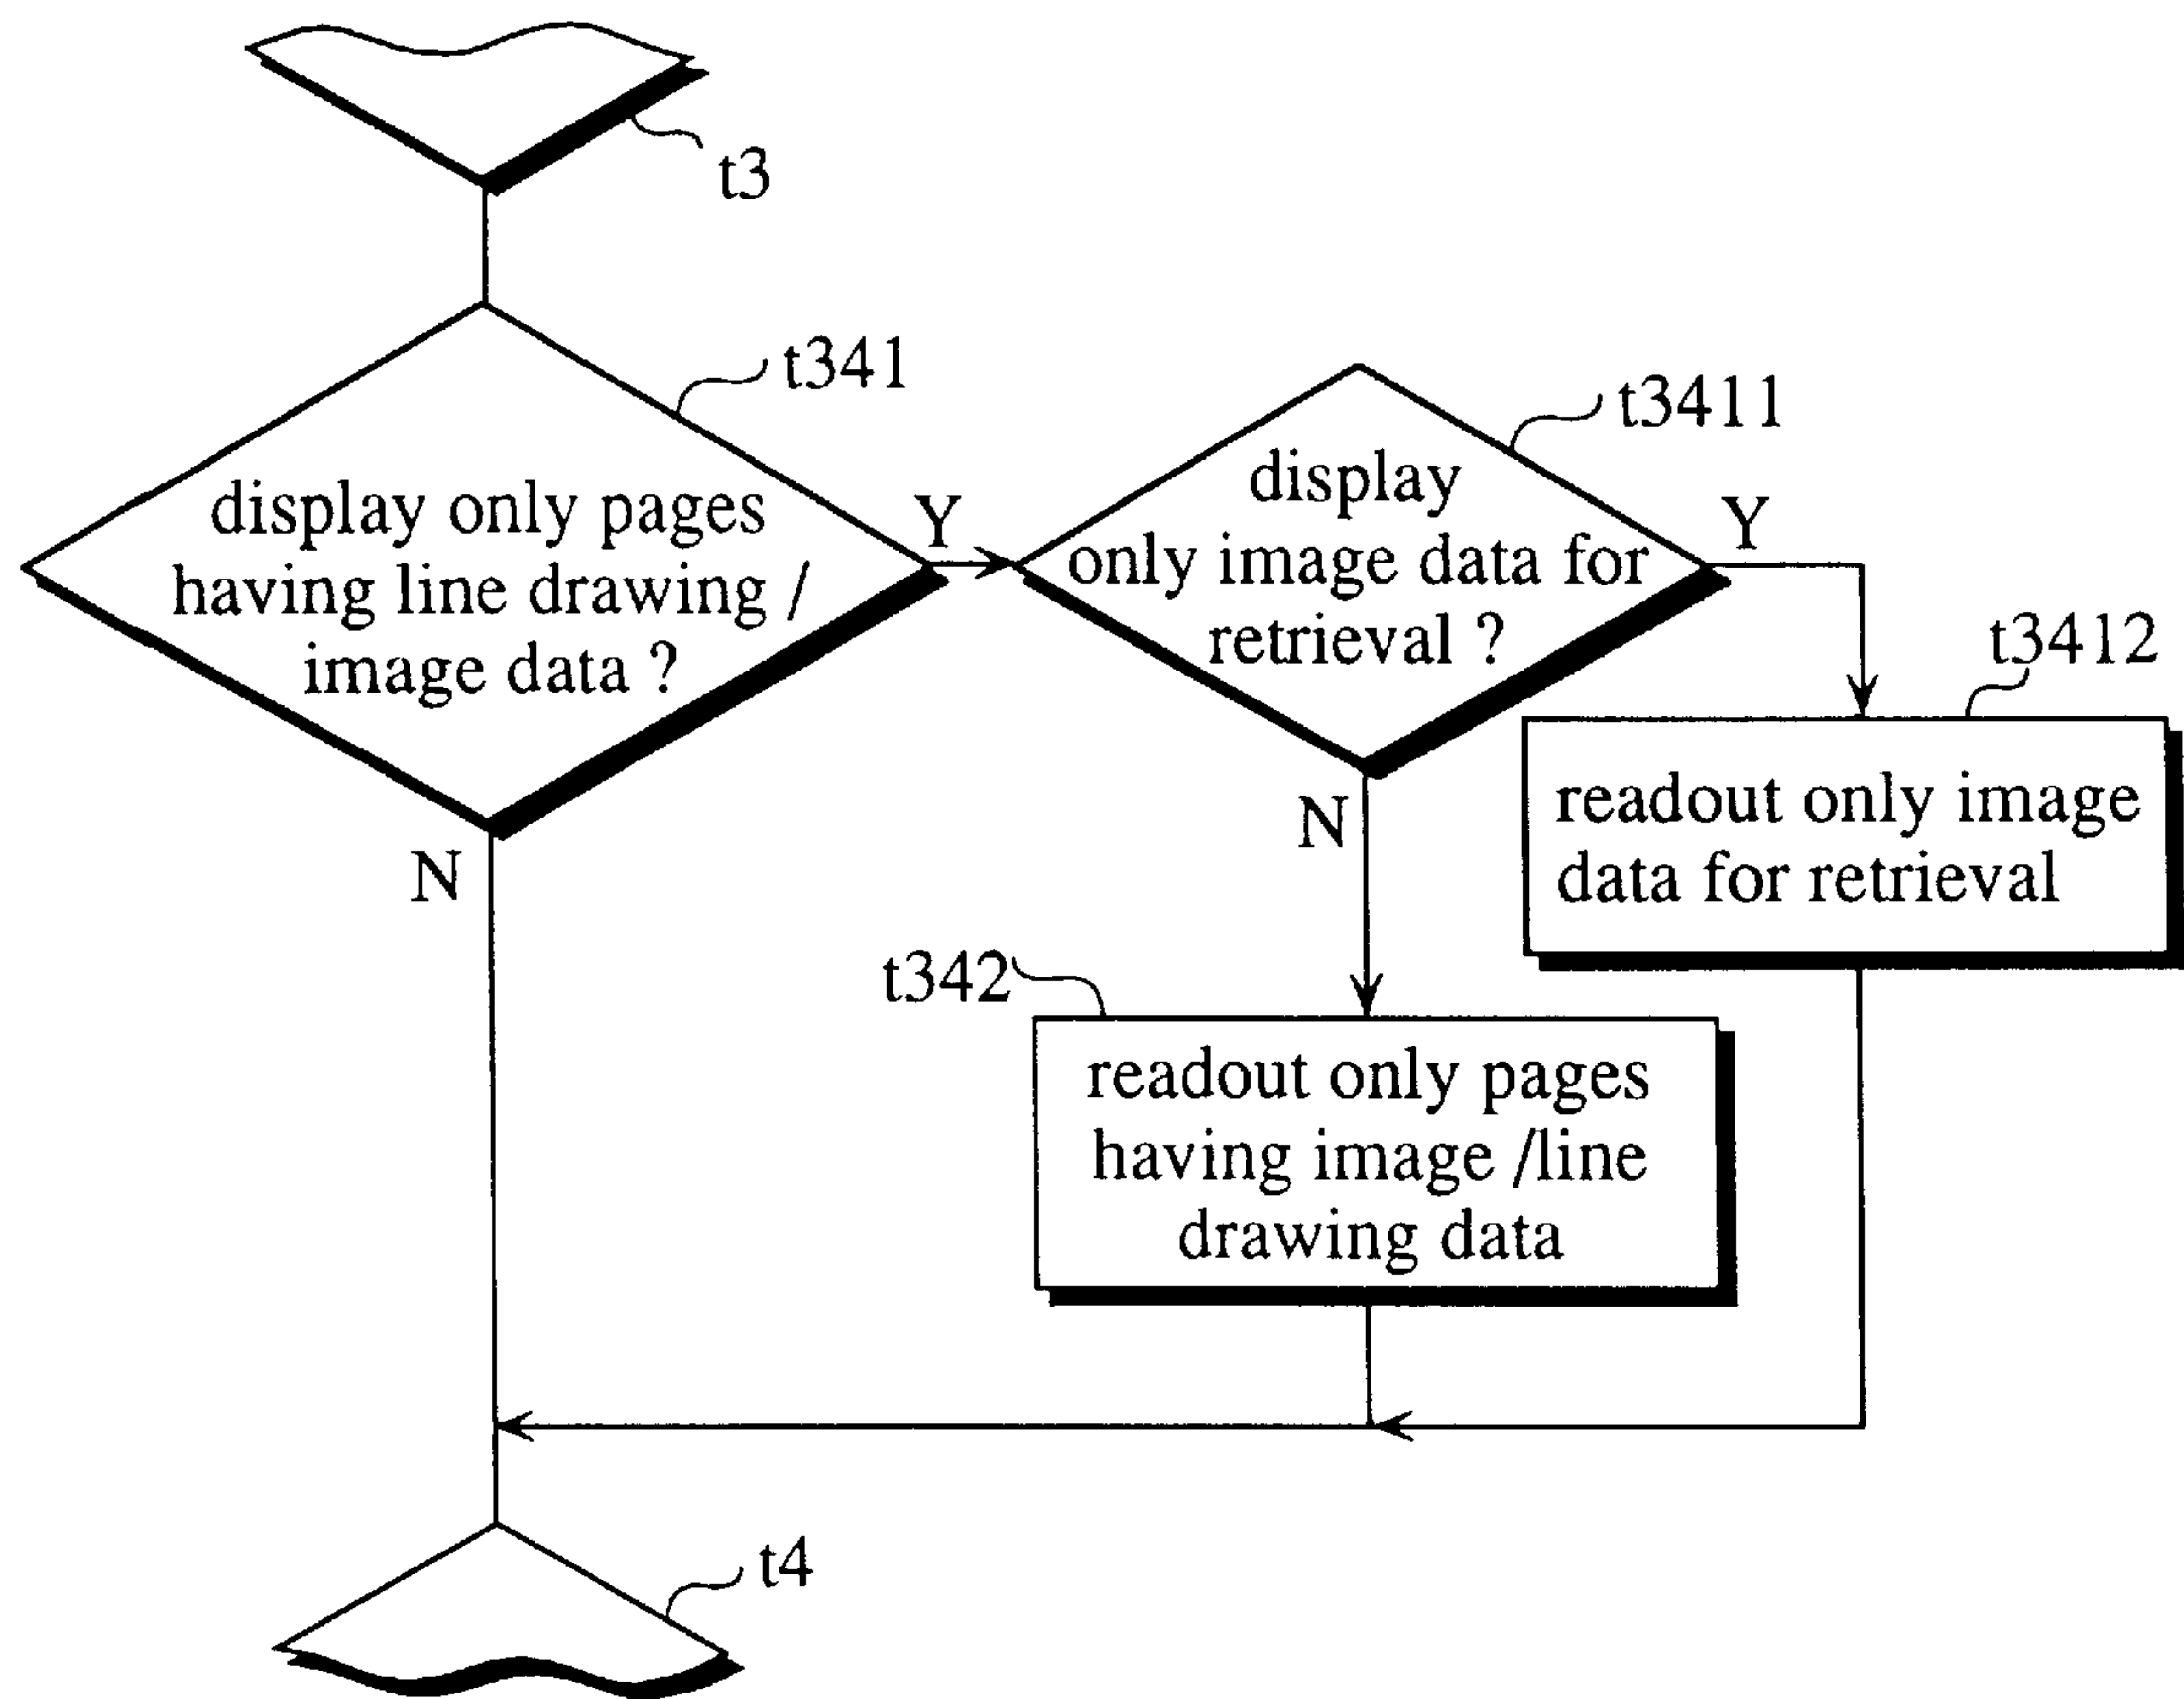 t3
t341
display only pages
having line drawing /
image data ?
Y
N
t3411
display
only image data for
retrieval ?
Y
N
t3412
readout only image
data for retrieval
t342
readout only pages
having image /line
drawing data
t4